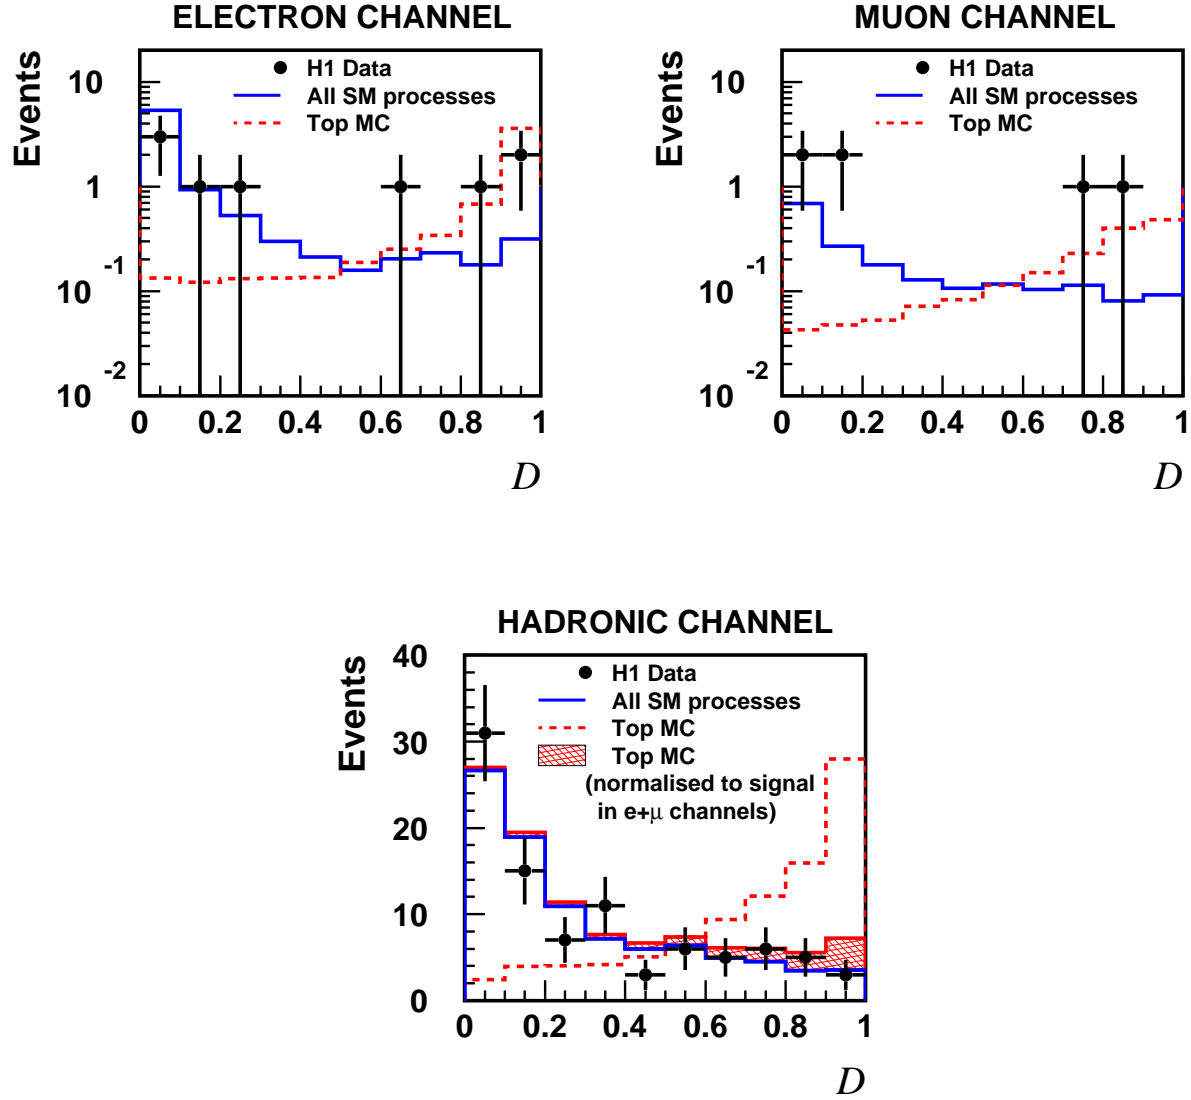 ELECTRON CHANNEL
Events
10
1
10 -1
10 -2
H1 Data
All SM processes
Top MC
0 0.2 0.4 0.6 0.8 1
D
MUON CHANNEL
Events
10
1
10 -1
10 -2
H1 Data
All SM processes
Top MC
0 0.2 0.4 0.6 0.8 1
D
HADRONIC CHANNEL
Events
40
30
20
10
0
H1 Data
All SM processes
Top MC
Top MC
(normalised to signal
in e+μ channels)
0 0.2 0.4 0.6 0.8 1
D